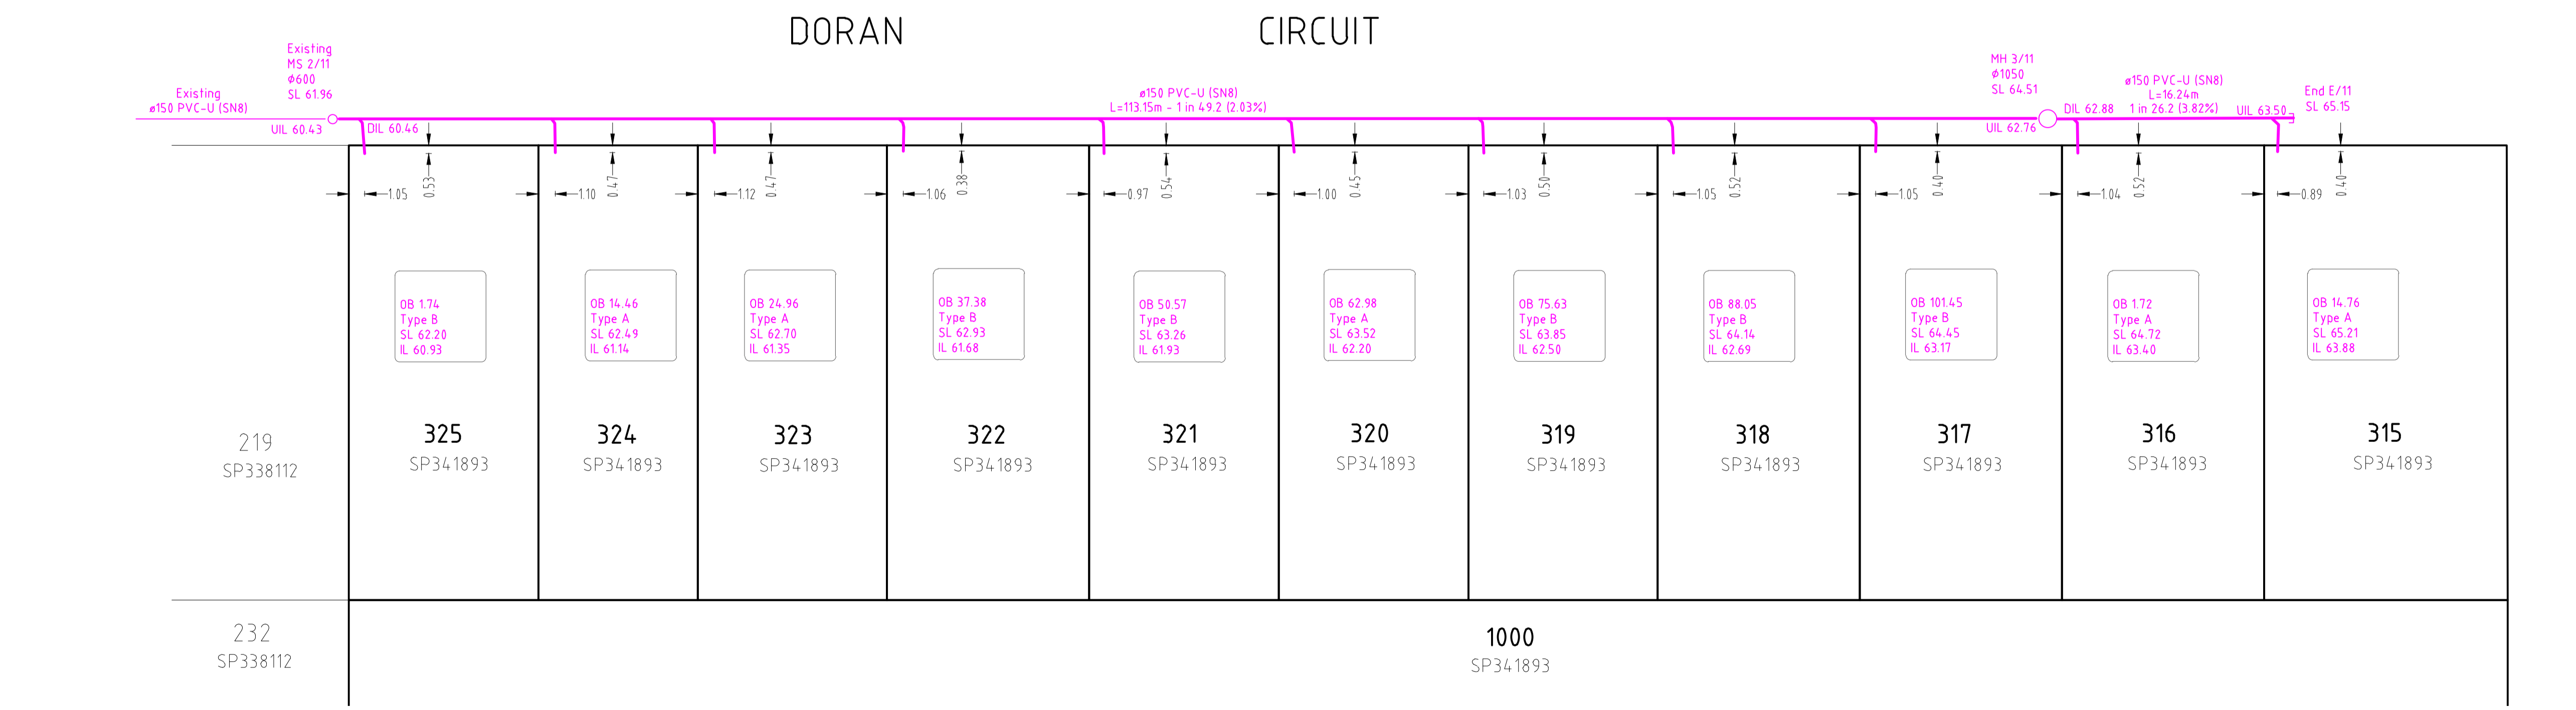 DORAN CIRCUIT
Existing
MS 2/11
ø600
SL 61.96
Existing
ø150 PVC-U (SN8)
UIL 60.43
DIL 60.46
ø150 PVC-U (SN8)
L=113.15m - 1 in 49.2 (2.03%)
MH 3/11
ø1050
SL 64.51
UIL 62.76
DIL 62.88
ø150 PVC-U (SN8)
L=16.24m
1 in 26.2 (3.82%)
UIL 63.50
End E/11
SL 65.15
1.05
0.53
1.10
0.47
1.12
0.47
1.06
0.38
0.97
0.54
1.00
0.45
1.03
0.50
1.05
0.52
1.05
0.40
1.04
0.52
0.89
0.40
OB 1.74
Type B
SL 62.20
IL 60.93
OB 14.46
Type A
SL 62.49
IL 61.14
OB 24.96
Type A
SL 62.70
IL 61.35
OB 37.38
Type B
SL 62.93
IL 61.68
OB 50.57
Type B
SL 63.26
IL 61.93
OB 62.98
Type A
SL 63.52
IL 62.20
OB 75.63
Type B
SL 63.85
IL 62.50
OB 88.05
Type B
SL 64.14
IL 62.69
OB 101.45
Type B
SL 64.45
IL 63.17
OB 1.72
Type A
SL 64.72
IL 63.40
OB 14.76
Type A
SL 65.21
IL 63.88
219
SP338112
325
SP341893
324
SP341893
323
SP341893
322
SP341893
321
SP341893
320
SP341893
319
SP341893
318
SP341893
317
SP341893
316
SP341893
315
SP341893
232
SP338112
1000
SP341893